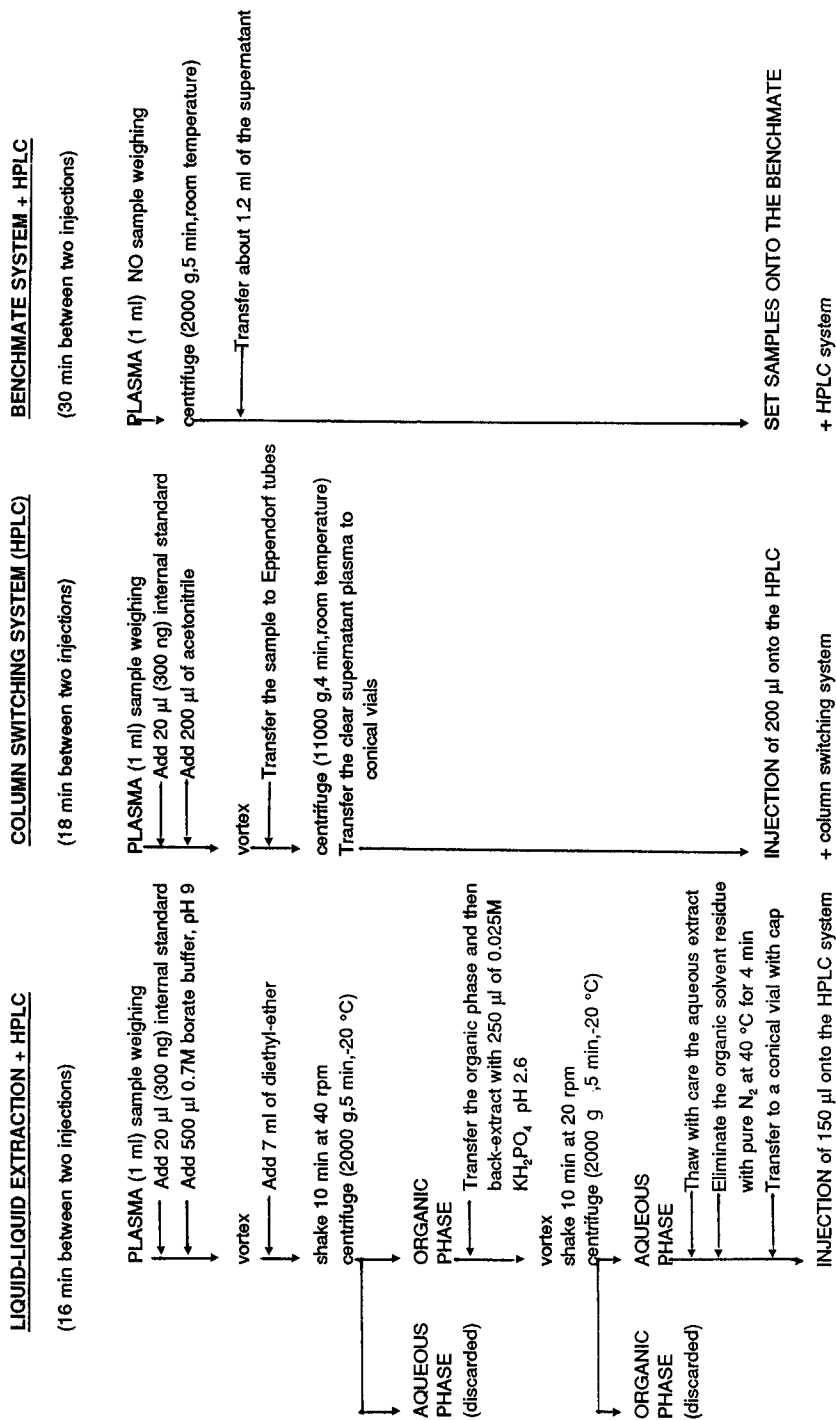 LIQUID-LIQUID EXTRACTION + HPLC
(16 min between two injections)
PLASMA (1 ml) sample weighing
Add 20 µl (300 ng) internal standard
Add 500 µl 0.7M borate buffer, pH 9
vortex
Add 7 ml of diethyl-ether
shake 10 min at 40 rpm
centrifuge (2000 g,5 min,-20 °C)
AQUEOUS
PHASE
(discarded)
ORGANIC
PHASE
Transfer the organic phase and then
back-extract with 250 µl of 0.025M
KH₂PO₄ pH 2.6
vortex
shake 10 min at 20 rpm
centrifuge (2000 g ,5 min,-20 °C)
ORGANIC
PHASE
(discarded)
AQUEOUS
PHASE
Thaw with care the aqueous extract
Eliminate the organic solvent residue
with pure N₂ at 40 °C for 4 min
Transfer to a conical vial with cap
INJECTION of 150 µl onto the HPLC system
COLUMN SWITCHING SYSTEM (HPLC)
(18 min between two injections)
PLASMA (1 ml) sample weighing
Add 20 µl (300 ng) internal standard
Add 200 µl of acetonitrile
vortex
Transfer the sample to Eppendorf tubes
centrifuge (11000 g,4 min,room temperature)
Transfer the clear supernatant plasma to
conical vials
INJECTION of 200 µl onto the HPLC
+ column switching system
BENCHMATE SYSTEM + HPLC
(30 min between two injections)
PLASMA (1 ml) NO sample weighing
centrifuge (2000 g,5 min,room temperature)
Transfer about 1.2 ml of the supernatant
SET SAMPLES ONTO THE BENCHMATE
+ HPLC system